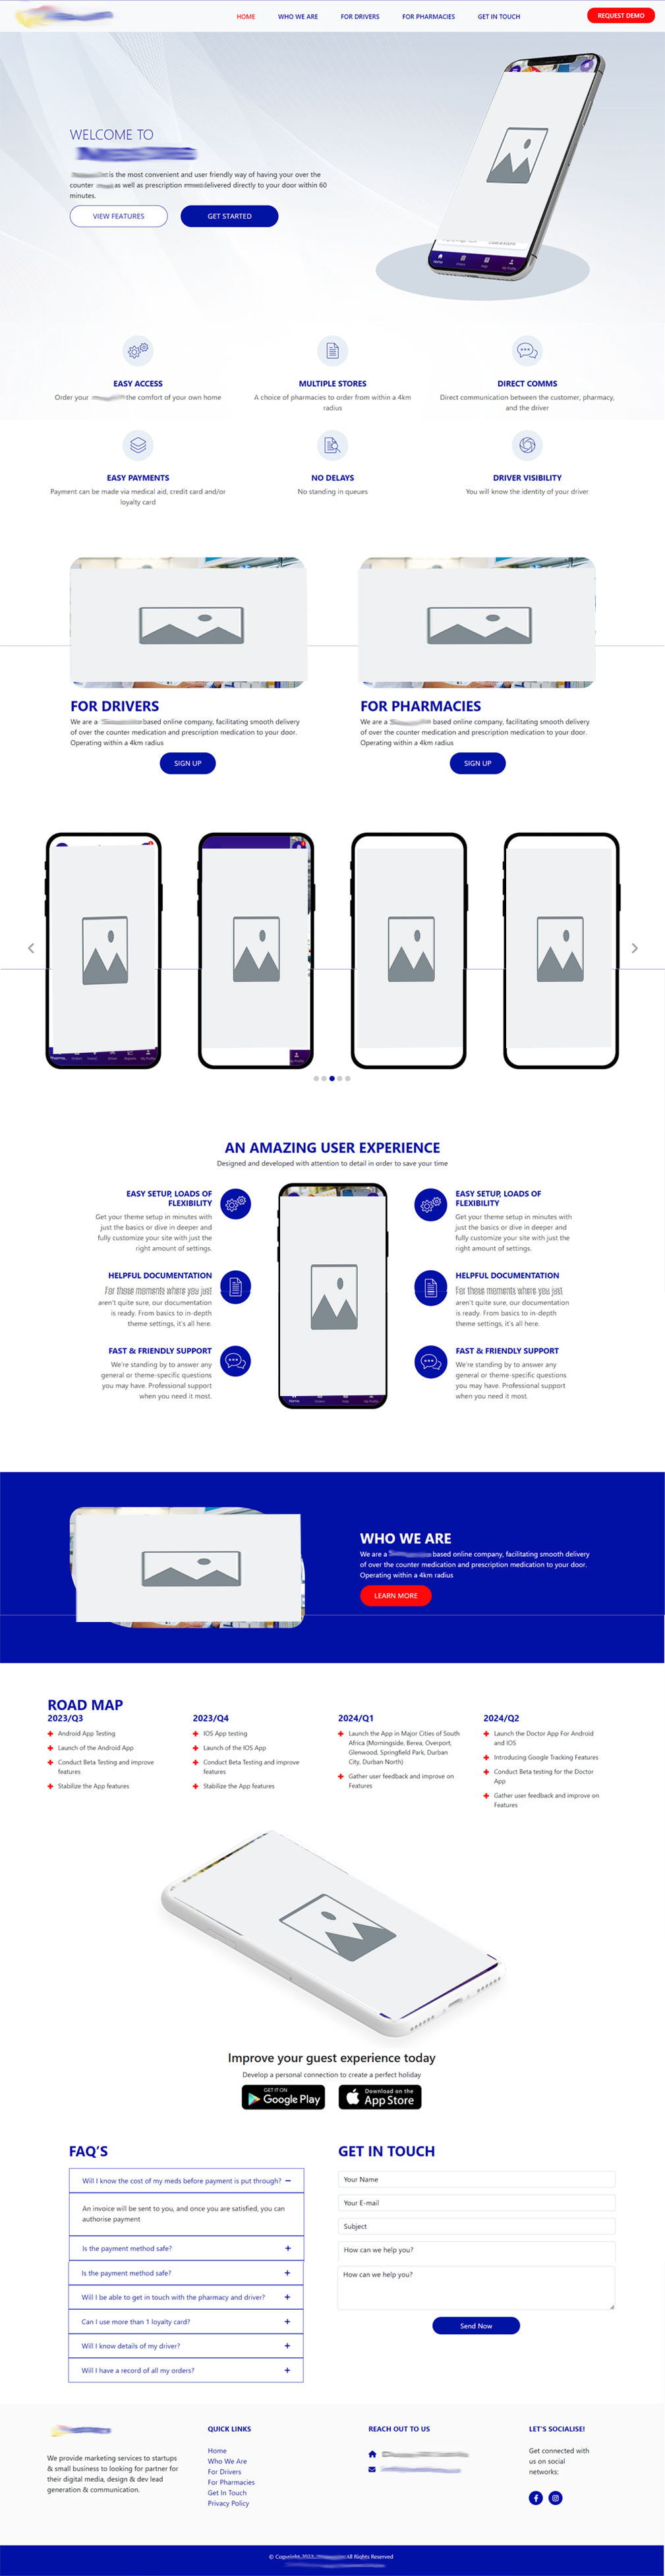 HOME WHO WE ARE FOR DRIVERS FOR PHARMACIES GET IN TOUCH REQUEST DEMO
WELCOME TO
is the most convenient and user friendly way of having your over the
counter as well as prescription delivered directly to your door within 60
minutes.
VIEW FEATURES GET STARTED
EASY ACCESS
Order your the comfort of your own home
MULTIPLE STORES
A choice of pharmacies to order from within a 4km
radius
DIRECT COMMS
Direct communication between the customer, pharmacy,
and the driver
EASY PAYMENTS
Payment can be made via medical aid, credit card and/or
loyalty card
NO DELAYS
No standing in queues
DRIVER VISIBILITY
You will know the identity of your driver
FOR DRIVERS
We are a based online company, facilitating smooth delivery
of over the counter medication and prescription medication to your door.
Operating within a 4km radius
SIGN UP
FOR PHARMACIES
We are a based online company, facilitating smooth delivery
of over the counter medication and prescription medication to your door.
Operating within a 4km radius
SIGN UP
AN AMAZING USER EXPERIENCE
Designed and developed with attention to detail in order to save your time
EASY SETUP, LOADS OF
FLEXIBILITY
Get your theme setup in minutes with
just the basics or dive in deeper and
fully customize your site with just the
right amount of settings.
HELPFUL DOCUMENTATION
For those moments where you just
aren't quite sure, our documentation
is ready. From basics to in-depth
theme settings, it's all here.
FAST & FRIENDLY SUPPORT
We're standing by to answer any
general or theme-specific questions
you may have. Professional support
when you need it most.
EASY SETUP, LOADS OF
FLEXIBILITY
Get your theme setup in minutes with
just the basics or dive in deeper and
fully customize your site with just the
right amount of settings.
HELPFUL DOCUMENTATION
For those moments where you just
aren't quite sure, our documentation
is ready. From basics to in-depth
theme settings, it's all here.
FAST & FRIENDLY SUPPORT
We're standing by to answer any
general or theme-specific questions
you may have. Professional support
when you need it most.
WHO WE ARE
We are a based online company, facilitating smooth delivery
of over the counter medication and prescription medication to your door.
Operating within a 4km radius
LEARN MORE
ROAD MAP
2023/Q3
Android App Testing
Launch of the Android App
Conduct Beta Testing and improve
features
Stabilize the App features
2023/Q4
IOS App testing
Launch of the IOS App
Conduct Beta Testing and improve
features
Stabilize the App features
2024/Q1
Launch the App in Major Cities of South
Africa (Morningside, Berea, Overport,
Glenwood, Springfield Park, Durban
City, Durban North)
Gather user feedback and improve on
Features
2024/Q2
Launch the Doctor App For Android
and IOS
Introducing Google Tracking Features
Conduct Beta testing for the Doctor
App
Gather user feedback and improve on
Features
Improve your guest experience today
Develop a personal connection to create a perfect holiday
GET IT ON
Google Play
Download on the
App Store
FAQ'S
Will I know the cost of my meds before payment is put through?
An invoice will be sent to you, and once you are satisfied, you can
authorise payment
Is the payment method safe?
Is the payment method safe?
Will I be able to get in touch with the pharmacy and driver?
Can I use more than 1 loyalty card?
Will I know details of my driver?
Will I have a record of all my orders?
GET IN TOUCH
Your Name
Your E-mail
Subject
How can we help you?
How can we help you?
Send Now
We provide marketing services to startups
& small business to looking for partner for
their digital media, design & dev lead
generation & communication.
QUICK LINKS
Home
Who We Are
For Drivers
For Pharmacies
Get In Touch
Privacy Policy
REACH OUT TO US
LET'S SOCIALISE!
Get connected with
us on social
networks:
© Copyright 2023 All Rights Reserved